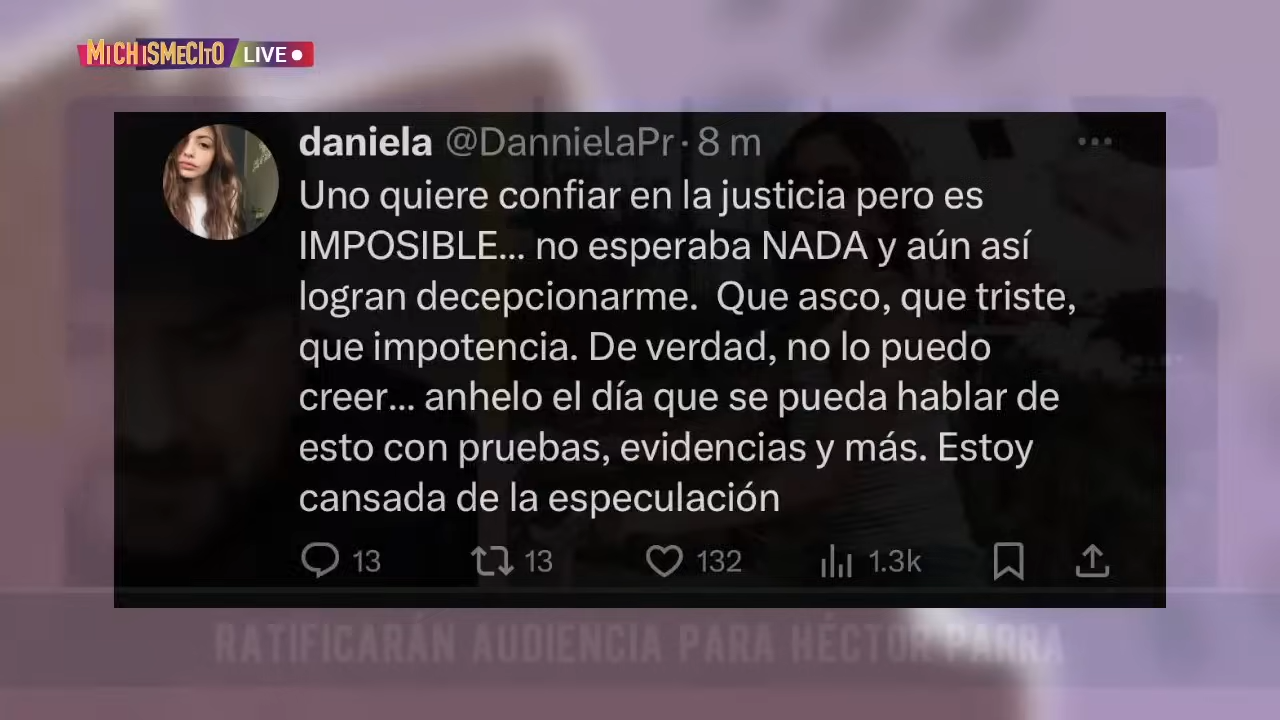 MICHISMECITO LIVE
daniela @DannielaPr · 8 m
Uno quiere confiar en la justicia pero es
IMPOSIBLE... no esperaba NADA y aún así
logran decepcionarme.  Que asco, que triste,
que impotencia. De verdad, no lo puedo
creer... anhelo el día que se pueda hablar de
esto con pruebas, evidencias y más. Estoy
cansada de la especulación
13 13 132 1.3k
RATIFICARÁN AUDIENCIA PARA HÉCTOR PARRA